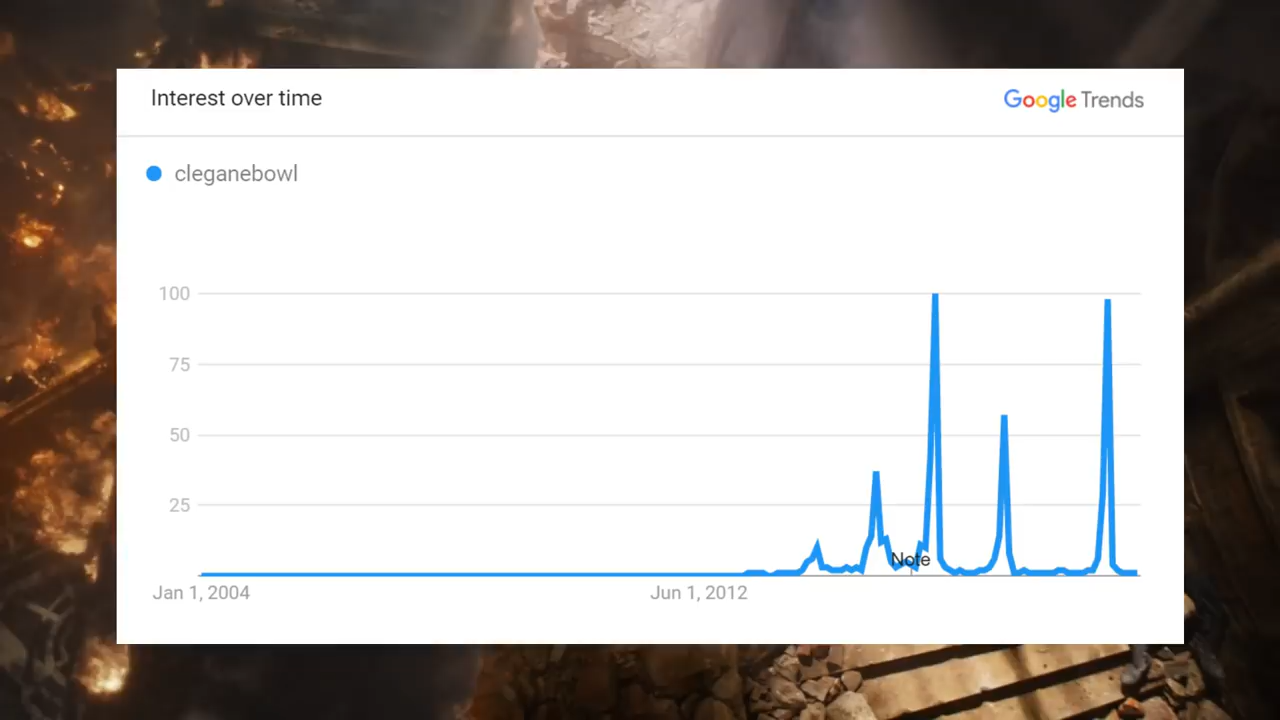 Interest over time
Google Trends
cleganebowl
100
75
50
25
Note
Jan 1, 2004
Jun 1, 2012